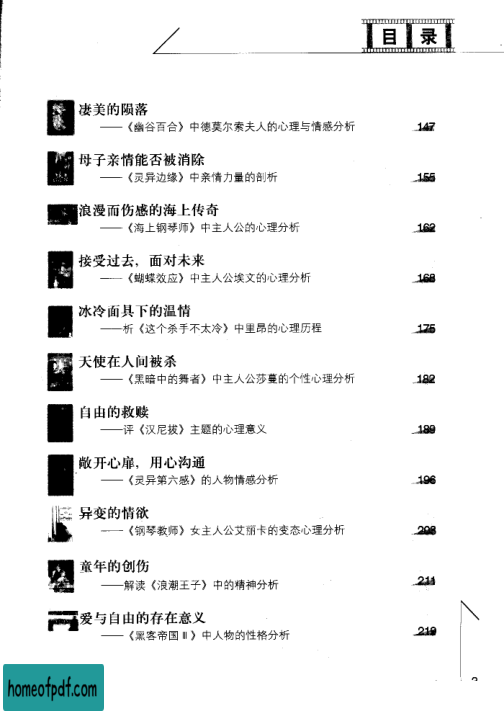 目录
凄美的陨落
——《幽谷百合》中德莫尔索夫人的心理与情感分析 147
母子亲情能否被消除
——《灵异边缘》中亲情力量的剖析 155
浪漫而伤感的海上传奇
——《海上钢琴师》中主人公的心理分析 162
接受过去，面对未来
——《蝴蝶效应》中主人公埃文的心理分析 168
冰冷面具下的温情
——析《这个杀手不太冷》中里昂的心理历程 175
天使在人间被杀
——《黑暗中的舞者》中主人公莎蔓的个性心理分析 182
自由的救赎
——评《汉尼拔》主题的心理意义 189
敞开心扉，用心沟通
——《灵异第六感》的人物情感分析 196
异变的情欲
——《钢琴教师》女主人公艾丽卡的变态心理分析 203
童年的创伤
——解读《浪潮王子》中的精神分析 211
爱与自由的存在意义
——《黑客帝国Ⅱ》中人物的性格分析 219
homeofpdf.com